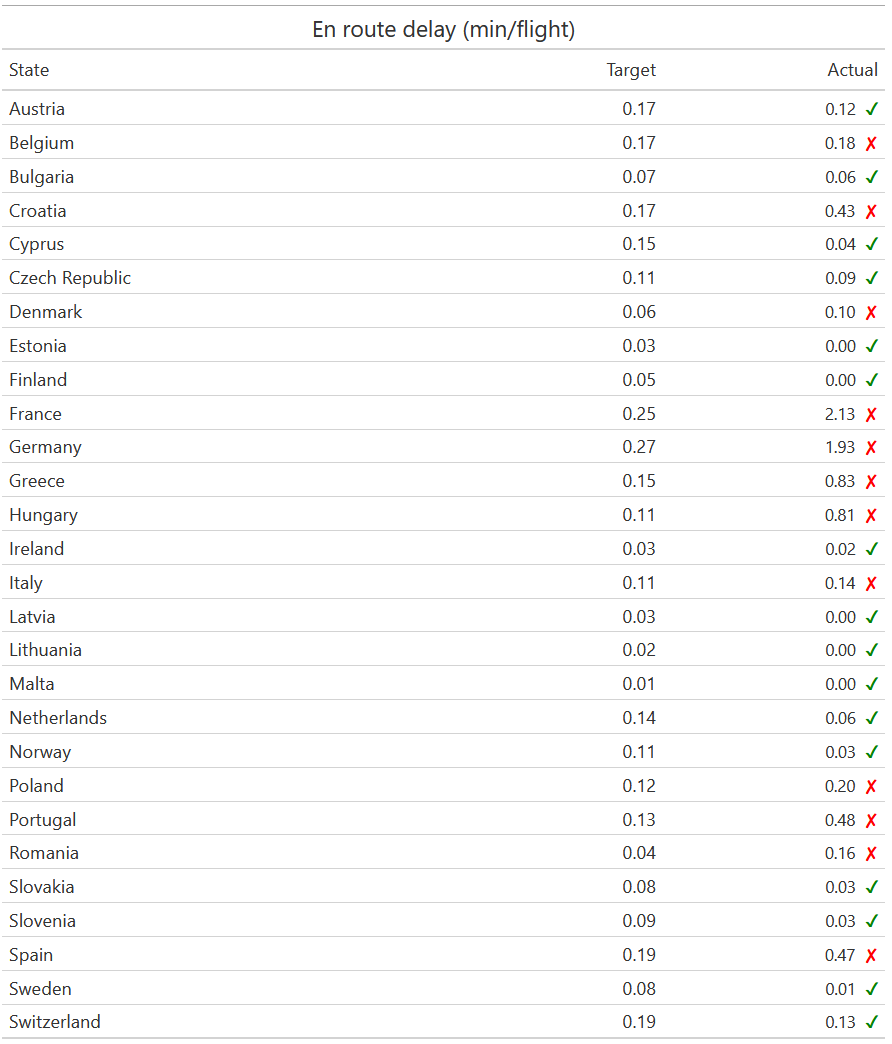 En route delay (min/flight)
State Target Actual
Austria 0.17 0.12 ✓
Belgium 0.17 0.18 ✗
Bulgaria 0.07 0.06 ✓
Croatia 0.17 0.43 ✗
Cyprus 0.15 0.04 ✓
Czech Republic 0.11 0.09 ✓
Denmark 0.06 0.10 ✗
Estonia 0.03 0.00 ✓
Finland 0.05 0.00 ✓
France 0.25 2.13 ✗
Germany 0.27 1.93 ✗
Greece 0.15 0.83 ✗
Hungary 0.11 0.81 ✗
Ireland 0.03 0.02 ✓
Italy 0.11 0.14 ✗
Latvia 0.03 0.00 ✓
Lithuania 0.02 0.00 ✓
Malta 0.01 0.00 ✓
Netherlands 0.14 0.06 ✓
Norway 0.11 0.03 ✓
Poland 0.12 0.20 ✗
Portugal 0.13 0.48 ✗
Romania 0.04 0.16 ✗
Slovakia 0.08 0.03 ✓
Slovenia 0.09 0.03 ✓
Spain 0.19 0.47 ✗
Sweden 0.08 0.01 ✓
Switzerland 0.19 0.13 ✓